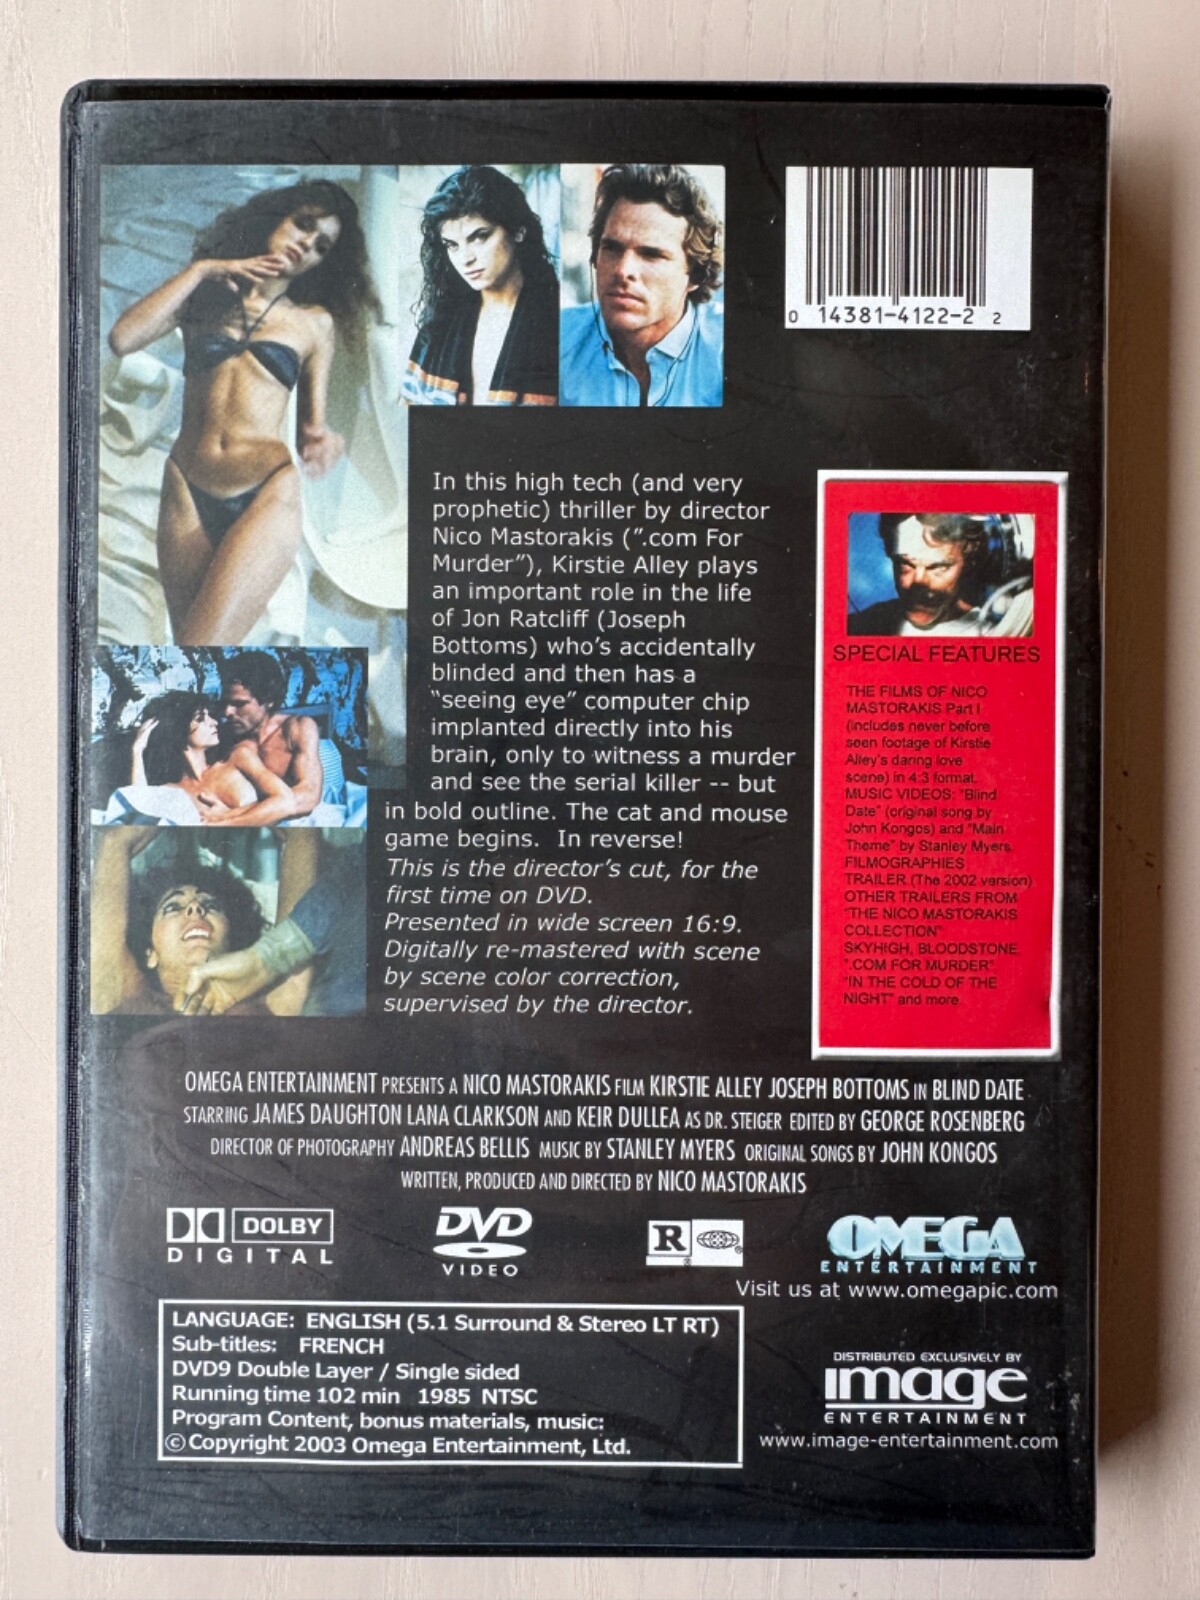 0 14381-4122-2 2
In this high tech (and very
prophetic) thriller by director
Nico Mastorakis (".com For
Murder"), Kirstie Alley plays
an important role in the life
of Jon Ratcliff (Joseph
Bottoms) who's accidentally
blinded and then has a
"seeing eye" computer chip
implanted directly into his
brain, only to witness a murder
and see the serial killer -- but
in bold outline. The cat and mouse
game begins. In reverse!
This is the director's cut, for the
first time on DVD.
Presented in wide screen 16:9.
Digitally re-mastered with scene
by scene color correction,
supervised by the director.
SPECIAL FEATURES
THE FILMS OF NICO
MASTORAKIS Part I
(includes never before
seen footage of Kirstie
Alley's daring love
scene) in 4:3 format.
MUSIC VIDEOS: "Blind
Date" (original song by
John Kongos) and "Main
Theme" by Stanley Myers.
FILMOGRAPHIES
TRAILER (The 2002 version)
OTHER TRAILERS FROM
"THE NICO MASTORAKIS
COLLECTION"
SKYHIGH, BLOODSTONE
".COM FOR MURDER"
"IN THE COLD OF THE
NIGHT" and more.
OMEGA ENTERTAINMENT PRESENTS A NICO MASTORAKIS FILM KIRSTIE ALLEY JOSEPH BOTTOMS IN BLIND DATE
STARRING JAMES DAUGHTON LANA CLARKSON AND KEIR DULLEA AS DR. STEIGER EDITED BY GEORGE ROSENBERG
DIRECTOR OF PHOTOGRAPHY ANDREAS BELLIS MUSIC BY STANLEY MYERS ORIGINAL SONGS BY JOHN KONGOS
WRITTEN, PRODUCED AND DIRECTED BY NICO MASTORAKIS
DOLBY
DIGITAL
DVD
VIDEO
R
OMEGA
ENTERTAINMENT
Visit us at www.omegapic.com
LANGUAGE: ENGLISH (5.1 Surround & Stereo LT RT)
Sub-titles: FRENCH
DVD9 Double Layer / Single sided
Running time 102 min 1985 NTSC
Program Content, bonus materials, music:
©Copyright 2003 Omega Entertainment, Ltd.
DISTRIBUTED EXCLUSIVELY BY
image
ENTERTAINMENT
www.image-entertainment.com